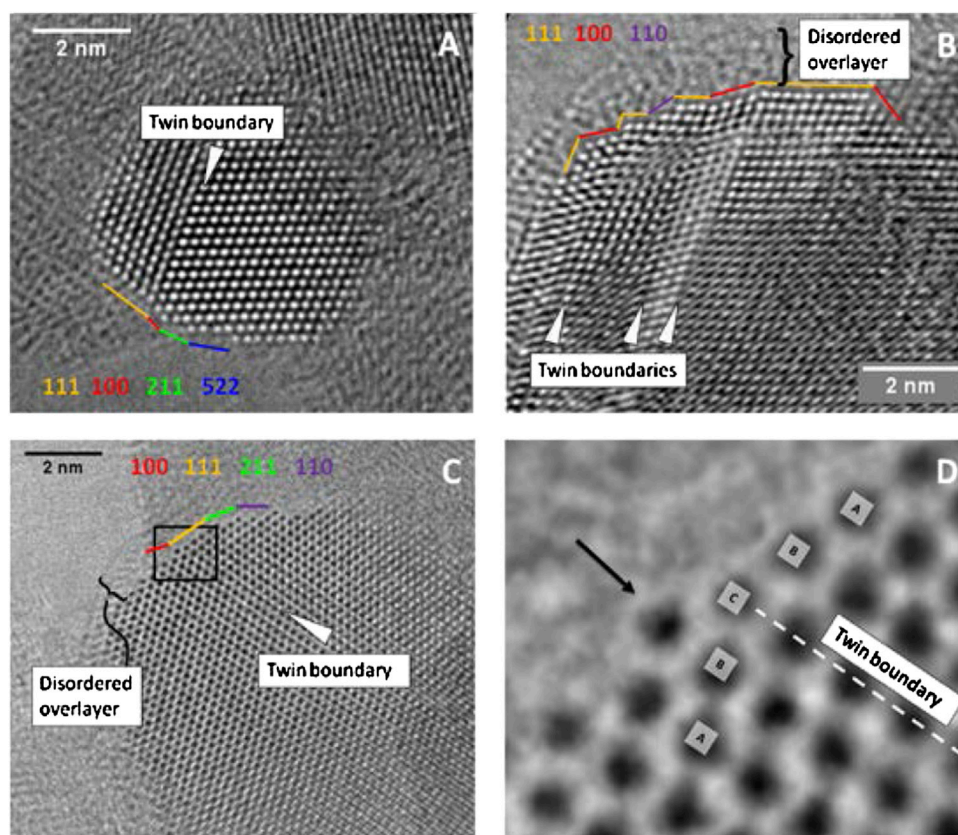 2 nm
A
Twin boundary
111 100 211 522
111 100 110
B
Disordered
overlayer
Twin boundaries
2 nm
2 nm
100 111 211 110
C
Twin boundary
Disordered
overlayer
D
A
B
C
B
A
Twin boundary